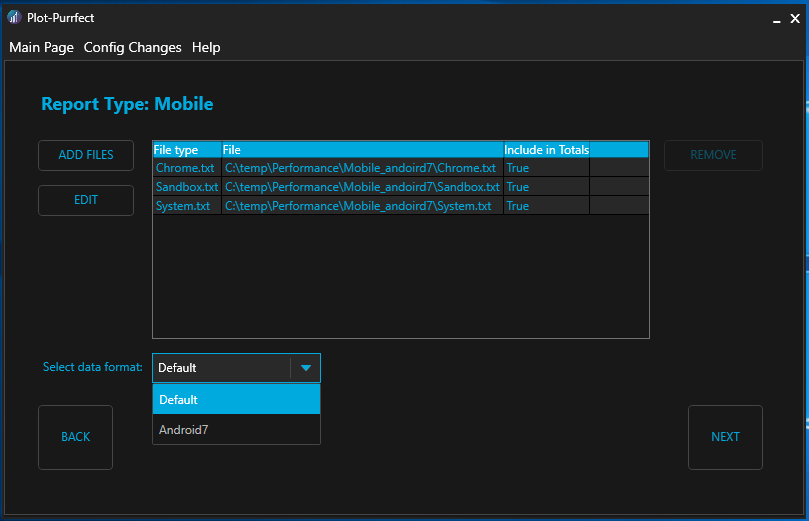 Plot-Purrfect
Main Page Config Changes Help
Report Type: Mobile
ADD FILES
EDIT
File type File Include in Totals
Chrome.txt C:\temp\Performance\Mobile_andoird7\Chrome.txt True
Sandbox.txt C:\temp\Performance\Mobile_andoird7\Sandbox.txt True
System.txt C:\temp\Performance\Mobile_andoird7\System.txt True
REMOVE
Select data format: Default
Default
Android7
BACK
NEXT